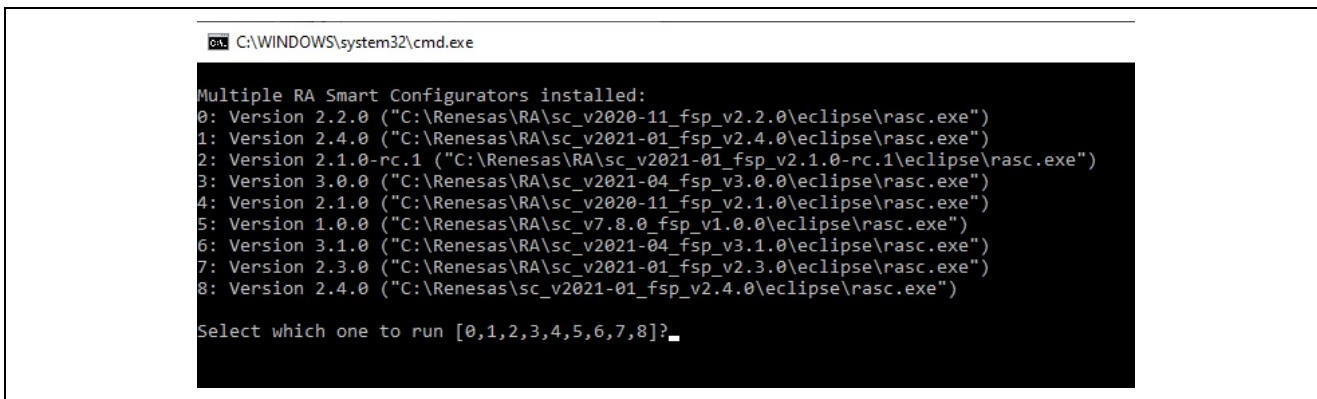 C:\WINDOWS\system32\cmd.exe
Multiple RA Smart Configurators installed:
0: Version 2.2.0 ("C:\Renesas\RA\sc_v2020-11_fsp_v2.2.0\eclipse\rasc.exe")
1: Version 2.4.0 ("C:\Renesas\RA\sc_v2021-01_fsp_v2.4.0\eclipse\rasc.exe")
2: Version 2.1.0-rc.1 ("C:\Renesas\RA\sc_v2021-01_fsp_v2.1.0-rc.1\eclipse\rasc.exe")
3: Version 3.0.0 ("C:\Renesas\RA\sc_v2021-04_fsp_v3.0.0\eclipse\rasc.exe")
4: Version 2.1.0 ("C:\Renesas\RA\sc_v2020-11_fsp_v2.1.0\eclipse\rasc.exe")
5: Version 1.0.0 ("C:\Renesas\RA\sc_v7.8.0_fsp_v1.0.0\eclipse\rasc.exe")
6: Version 3.1.0 ("C:\Renesas\RA\sc_v2021-04_fsp_v3.1.0\eclipse\rasc.exe")
7: Version 2.3.0 ("C:\Renesas\RA\sc_v2021-01_fsp_v2.3.0\eclipse\rasc.exe")
8: Version 2.4.0 ("C:\Renesas\sc_v2021-01_fsp_v2.4.0\eclipse\rasc.exe")
Select which one to run [0,1,2,3,4,5,6,7,8]?